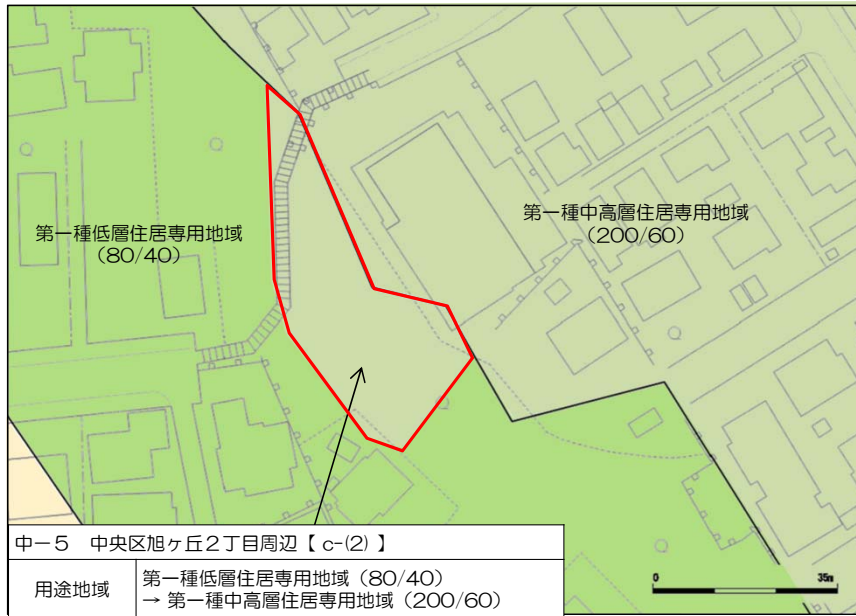 第一種低層住居専用地域
（80/40）
第一種中高層住居専用地域
（200/60）
中－５　中央区旭ヶ丘２丁目周辺【 c-(2) 】
用途地域
第一種低層住居専用地域（80/40）
→ 第一種中高層住居専用地域（200/60）
0 35m